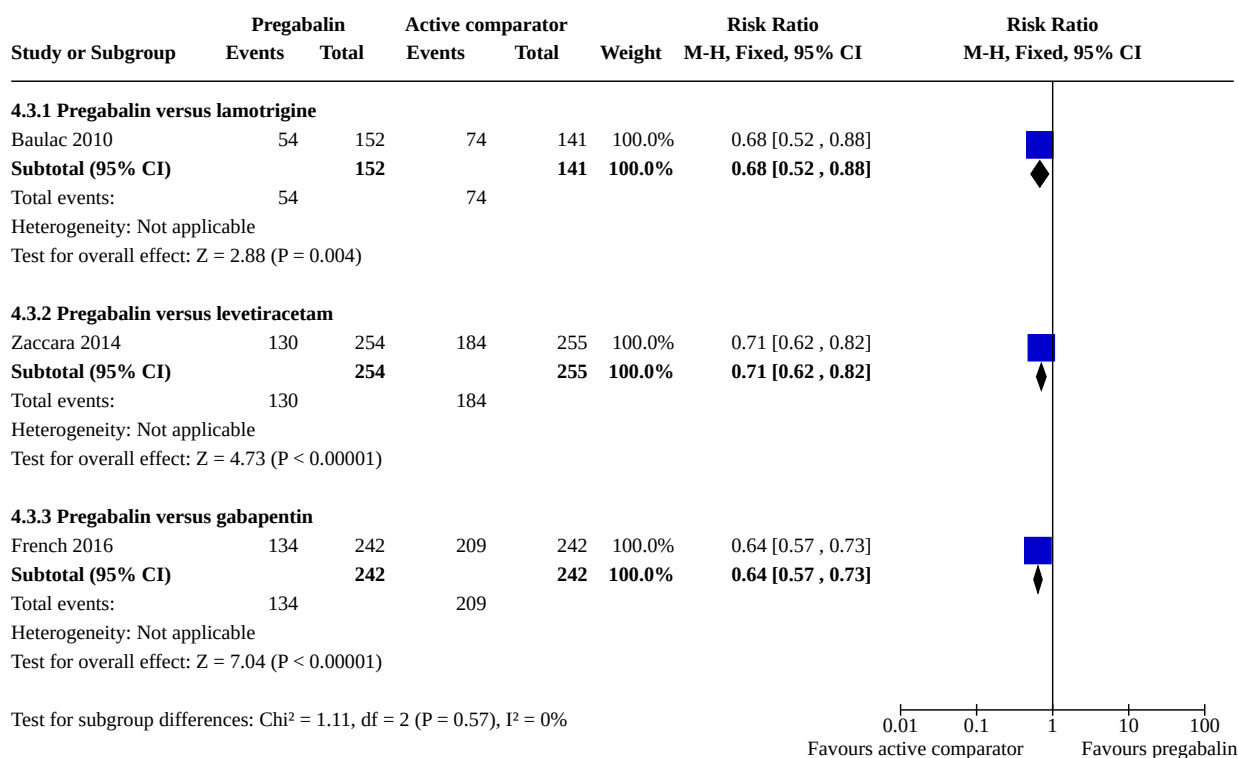 Pregabalin Active comparator Risk Ratio Risk Ratio
Study or Subgroup Events Total Events Total Weight M-H, Fixed, 95% CI M-H, Fixed, 95% CI
4.3.1 Pregabalin versus lamotrigine
Baulac 2010 54 152 74 141 100.0% 0.68 [0.52 , 0.88]
Subtotal (95% CI) 152 141 100.0% 0.68 [0.52 , 0.88]
Total events: 54 74
Heterogeneity: Not applicable
Test for overall effect: Z = 2.88 (P = 0.004)
4.3.2 Pregabalin versus levetiracetam
Zaccara 2014 130 254 184 255 100.0% 0.71 [0.62 , 0.82]
Subtotal (95% CI) 254 255 100.0% 0.71 [0.62 , 0.82]
Total events: 130 184
Heterogeneity: Not applicable
Test for overall effect: Z = 4.73 (P < 0.00001)
4.3.3 Pregabalin versus gabapentin
French 2016 134 242 209 242 100.0% 0.64 [0.57 , 0.73]
Subtotal (95% CI) 242 242 100.0% 0.64 [0.57 , 0.73]
Total events: 134 209
Heterogeneity: Not applicable
Test for overall effect: Z = 7.04 (P < 0.00001)
Test for subgroup differences: Chi² = 1.11, df = 2 (P = 0.57), I² = 0%
0.01 0.1 1 10 100
Favours active comparator Favours pregabalin